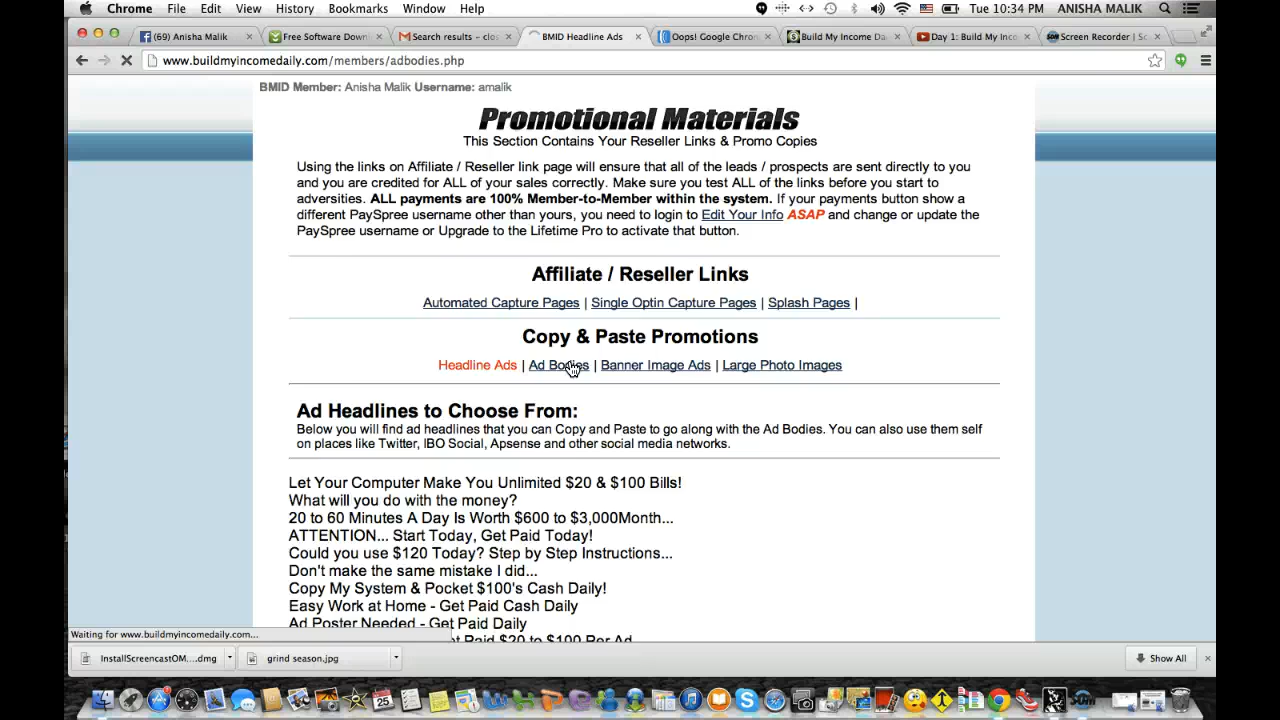 Chrome File Edit View History Bookmarks Window Help Tue 10:34 PM ANISHA MALIK
(69) Anisha Malik Free Software Down Search results – clos BMID Headline Ads Oops! Google Chrom Build My Income Da Day 1: Build My Inco Screen Recorder | Sc
www.buildmyincomedaily.com/members/adbodies.php
BMID Member: Anisha Malik Username: amalik
Promotional Materials
This Section Contains Your Reseller Links & Promo Copies
Using the links on Affiliate / Reseller link page will ensure that all of the leads / prospects are sent directly to you
and you are credited for ALL of your sales correctly. Make sure you test ALL of the links before you start to
adversities. ALL payments are 100% Member-to-Member within the system. If your payments button show a
different PaySpree username other than yours, you need to login to Edit Your Info ASAP and change or update the
PaySpree username or Upgrade to the Lifetime Pro to activate that button.
Affiliate / Reseller Links
Automated Capture Pages | Single Optin Capture Pages | Splash Pages |
Copy & Paste Promotions
Headline Ads | Ad Bodies | Banner Image Ads | Large Photo Images
Ad Headlines to Choose From:
Below you will find ad headlines that you can Copy and Paste to go along with the Ad Bodies. You can also use them self
on places like Twitter, IBO Social, Apsense and other social media networks.
Let Your Computer Make You Unlimited $20 & $100 Bills!
What will you do with the money?
20 to 60 Minutes A Day Is Worth $600 to $3,000Month...
ATTENTION... Start Today, Get Paid Today!
Could you use $120 Today? Step by Step Instructions...
Don't make the same mistake I did...
Copy My System & Pocket $100's Cash Daily!
Easy Work at Home - Get Paid Cash Daily
Ad Poster Needed - Get Paid Daily
Paid $20 to $100 Per Ad
Waiting for www.buildmyincomedaily.com...
InstallScreencastOM....dmg grind season.jpg Show All
25